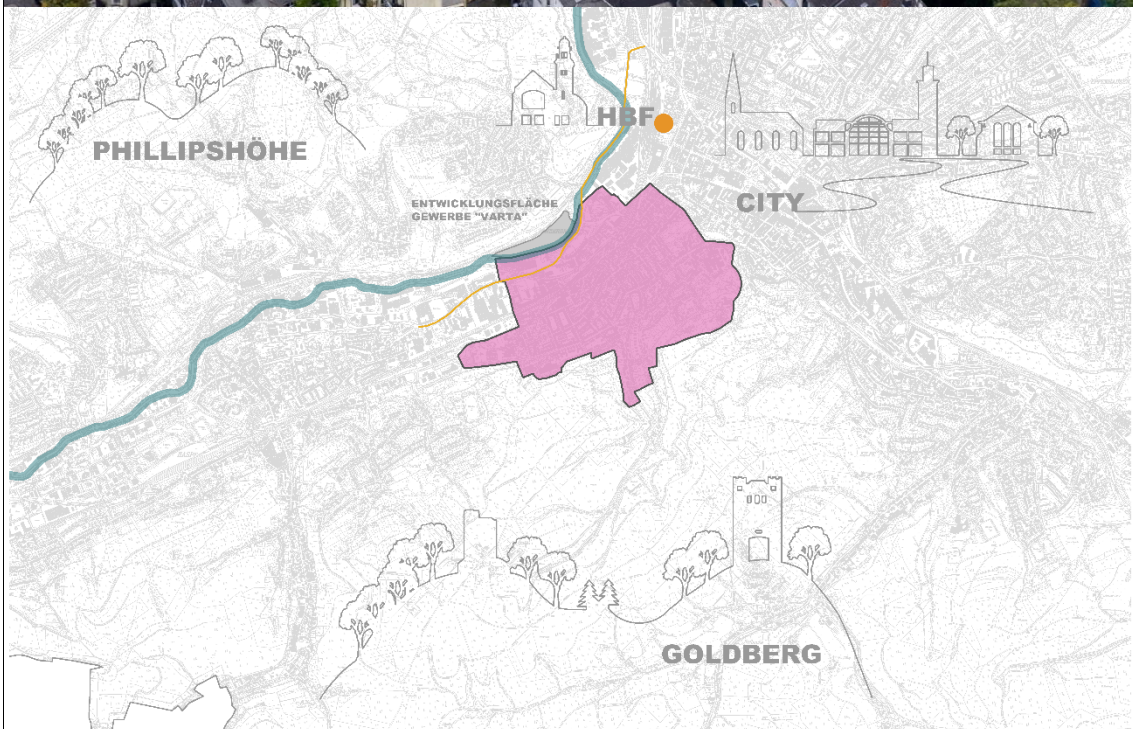 HBF
PHILLIPSHÖHE
ENTWICKLUNGSFLÄCHE
GEWERBE "VARTA"
CITY
GOLDBERG